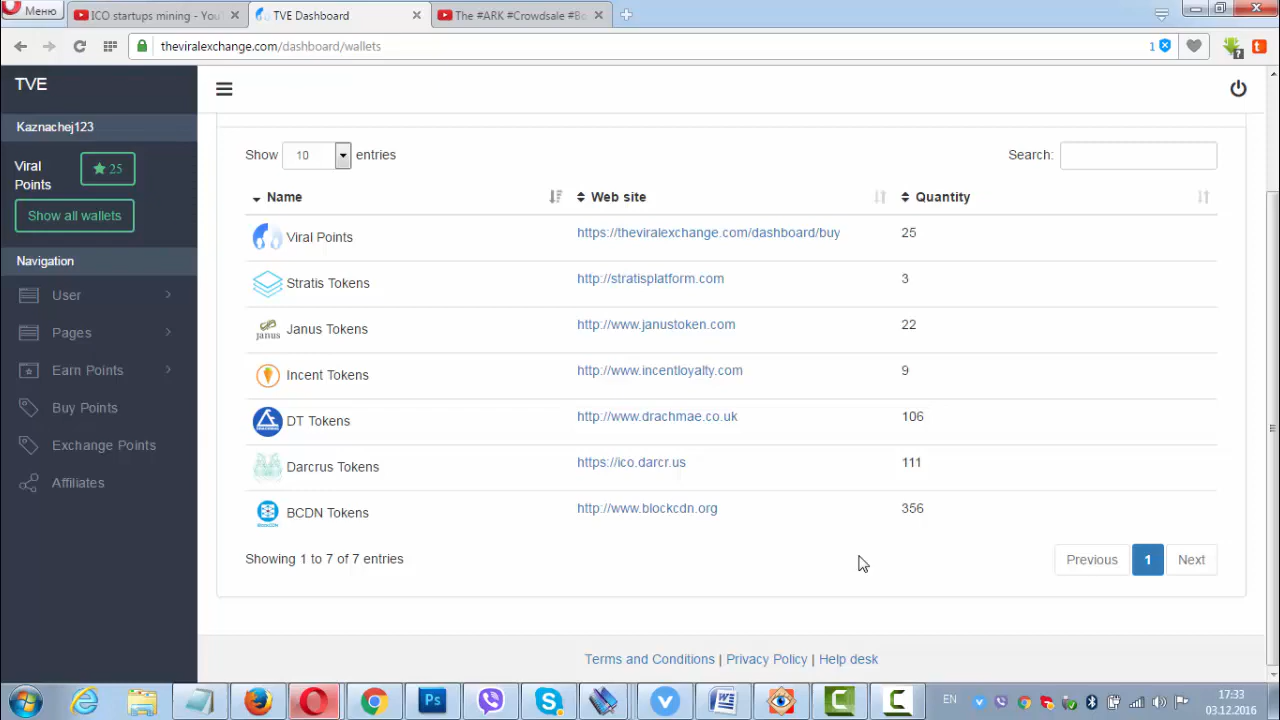 Меню
ICO startups mining - You
TVE Dashboard
The #ARK #Crowdsale #Bo
theviralexchange.com/dashboard/wallets
1
TVE
Kaznachej123
Viral
Points
25
Show all wallets
Navigation
User
Pages
Earn Points
Buy Points
Exchange Points
Affiliates
Show 10 entries
Search:
Name Web site Quantity
Viral Points https://theviralexchange.com/dashboard/buy 25
Stratis Tokens http://stratisplatform.com 3
janus Janus Tokens http://www.janustoken.com 22
Incent Tokens http://www.incentloyalty.com 9
DT Tokens http://www.drachmae.co.uk 106
Darcrus Tokens https://ico.darcr.us 111
BCDN Tokens http://www.blockcdn.org 356
Showing 1 to 7 of 7 entries
Previous 1 Next
Terms and Conditions | Privacy Policy | Help desk
Ps
EN
17:33
03.12.2016